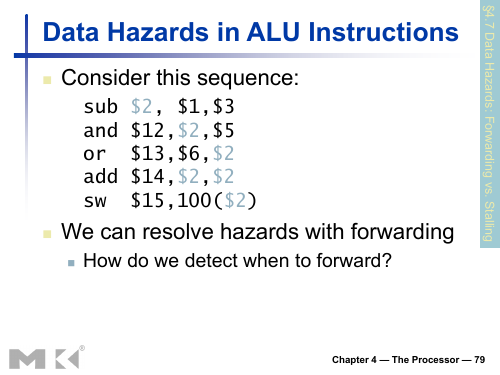 Data Hazards in ALU Instructions
Consider this sequence:
sub $2, $1,$3
and $12,$2,$5
or $13,$6,$2
add $14,$2,$2
sw $15,100($2)
We can resolve hazards with forwarding
How do we detect when to forward?
§4.7 Data Hazards: Forwarding vs. Stalling
MK®
Chapter 4 — The Processor — 79